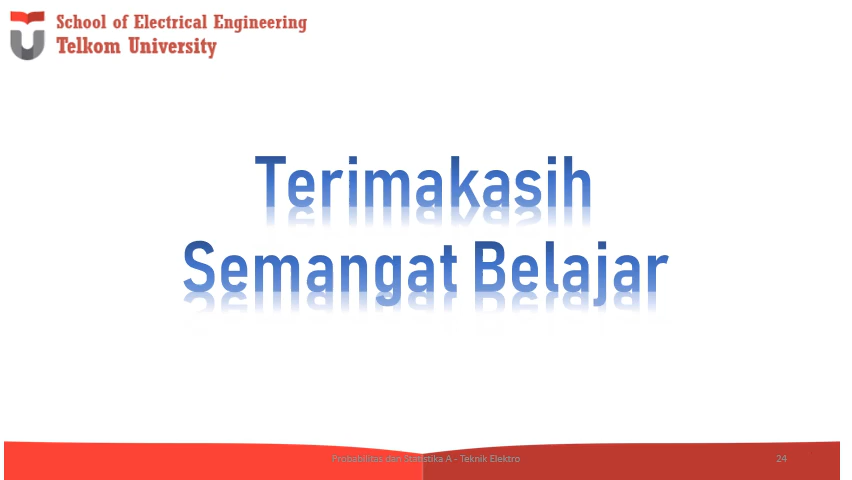 School of Electrical Engineering
Telkom University
Terimakasih
Semangat Belajar
Probabilitas dan Statistika A - Teknik Elektro
24